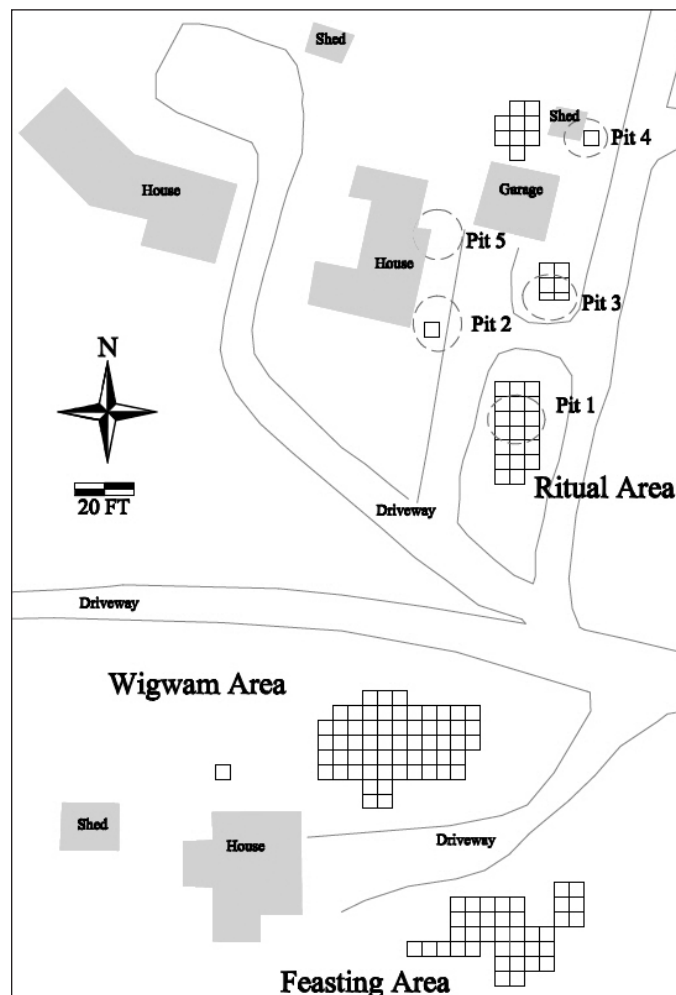 Shed
Shed
Pit 4
House
Garage
Pit 5
House
Pit 3
Pit 2
N
Pit 1
Ritual Area
20 FT
Driveway
Driveway
Wigwam Area
Shed
House
Driveway
Feasting Area